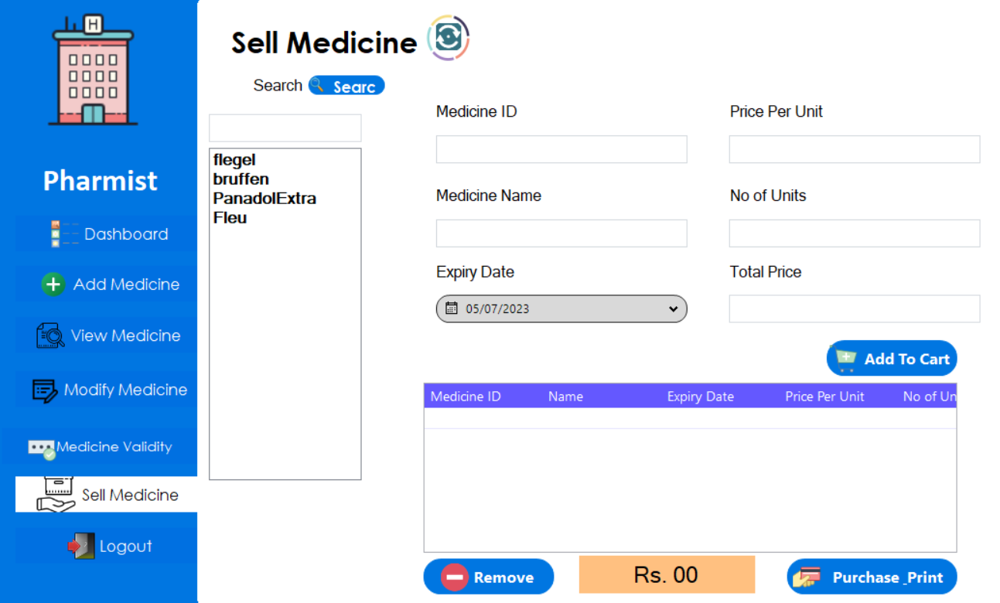 H
Pharmist
Dashboard
Add Medicine
View Medicine
Modify Medicine
Medicine Validity
Sell Medicine
Logout
Sell Medicine
Search
Searc
flegel
bruffen
PanadolExtra
Fleu
Medicine ID
Price Per Unit
Medicine Name
No of Units
Expiry Date
Total Price
05/07/2023
Add To Cart
Medicine ID Name Expiry Date Price Per Unit No of Un
Remove
Rs. 00
Purchase_Print